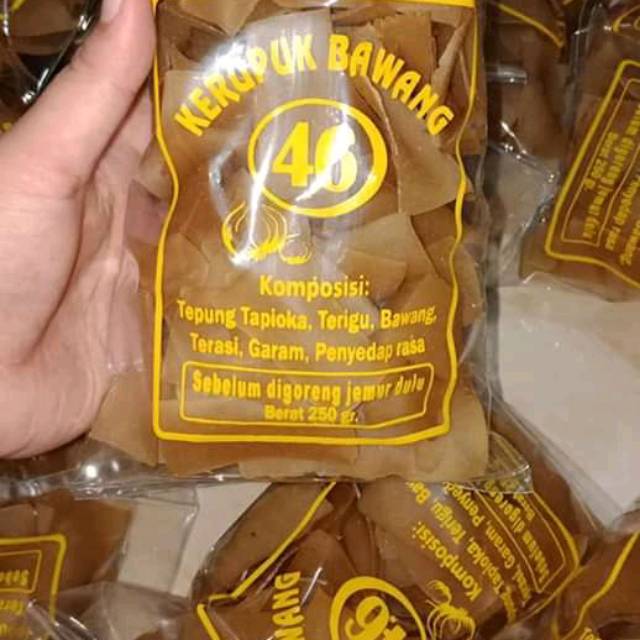 KERUPUK BAWANG
46
Komposisi:
Tepung Tapioka, Terigu, Bawang,
Terasi, Garam, Penyedap rasa
Sebelum digoreng jemur dulu
Berat 250 gr.
Komposisi: